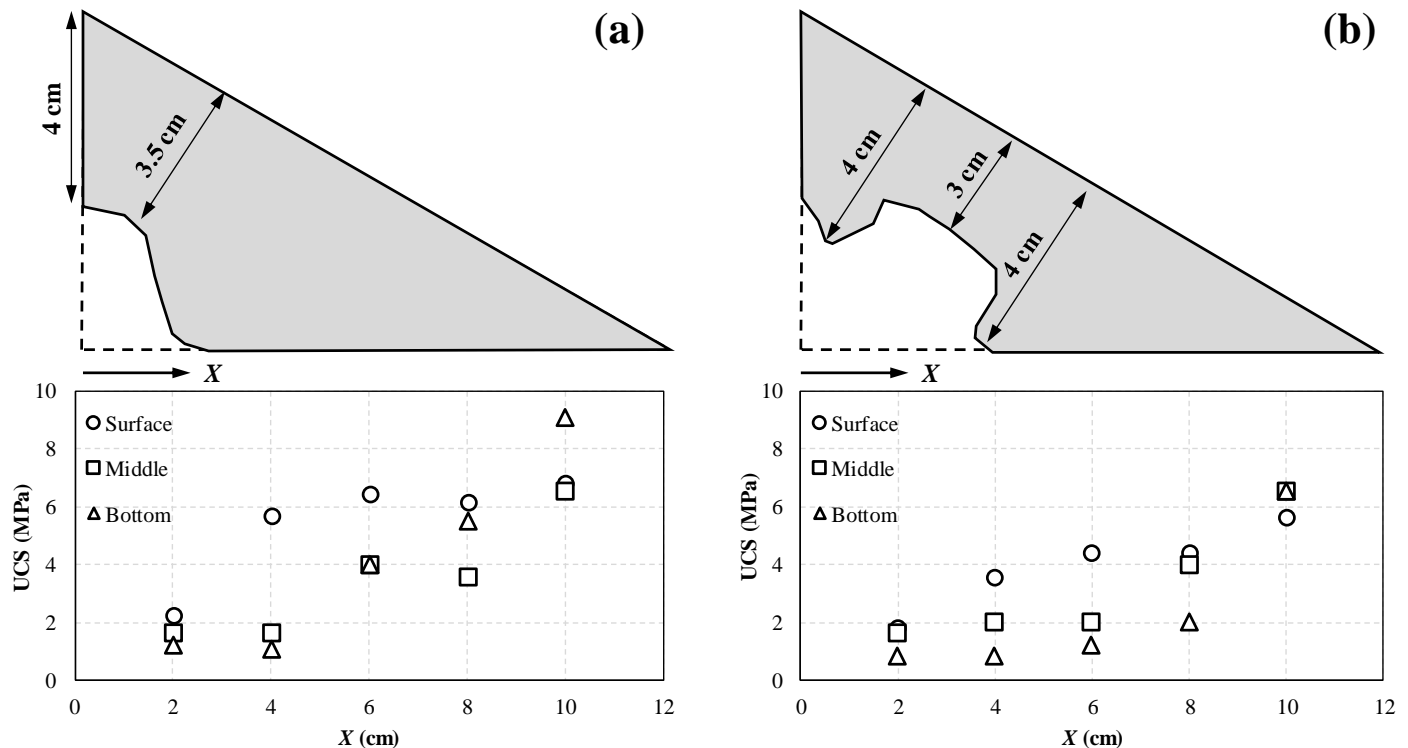 (a)
4 cm
3.5 cm
X
10
8
6
4
2
0
UCS (MPa)
Surface
Middle
Bottom
0 2 4 6 8 10 12
X (cm)
(b)
4 cm
3 cm
4 cm
X
10
8
6
4
2
0
UCS (MPa)
Surface
Middle
Bottom
0 2 4 6 8 10 12
X (cm)